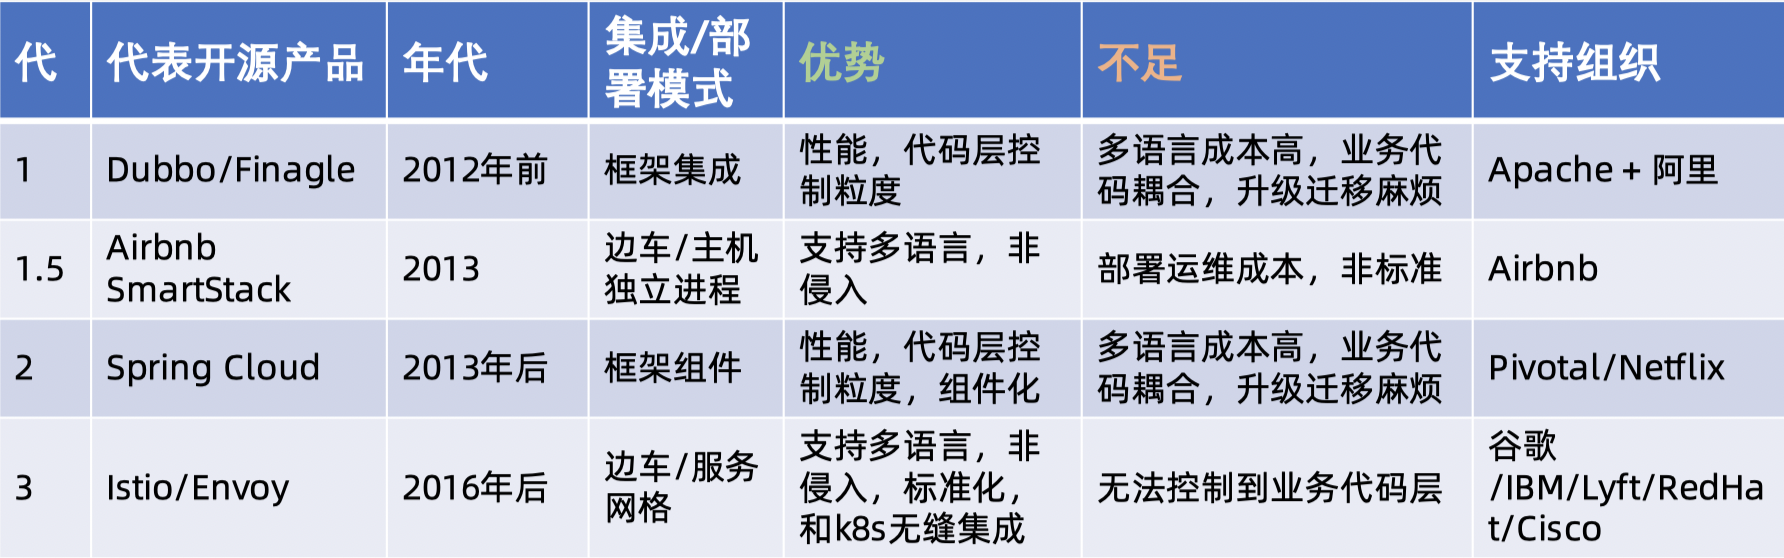 代
代表开源产品
年代
集成/部
署模式
优势
不足
支持组织
1
Dubbo/Finagle
2012年前
框架集成
性能，代码层控
制粒度
多语言成本高，业务代
码耦合，升级迁移麻烦
Apache + 阿里
1.5
Airbnb
SmartStack
2013
边车/主机
独立进程
支持多语言，非
侵入
部署运维成本，非标准
Airbnb
2
Spring Cloud
2013年后
框架组件
性能，代码层控
制粒度，组件化
多语言成本高，业务代
码耦合，升级迁移麻烦
Pivotal/Netflix
3
Istio/Envoy
2016年后
边车/服务
网格
支持多语言，非
侵入，标准化，
和k8s无缝集成
无法控制到业务代码层
谷歌
/IBM/Lyft/RedHa
t/Cisco